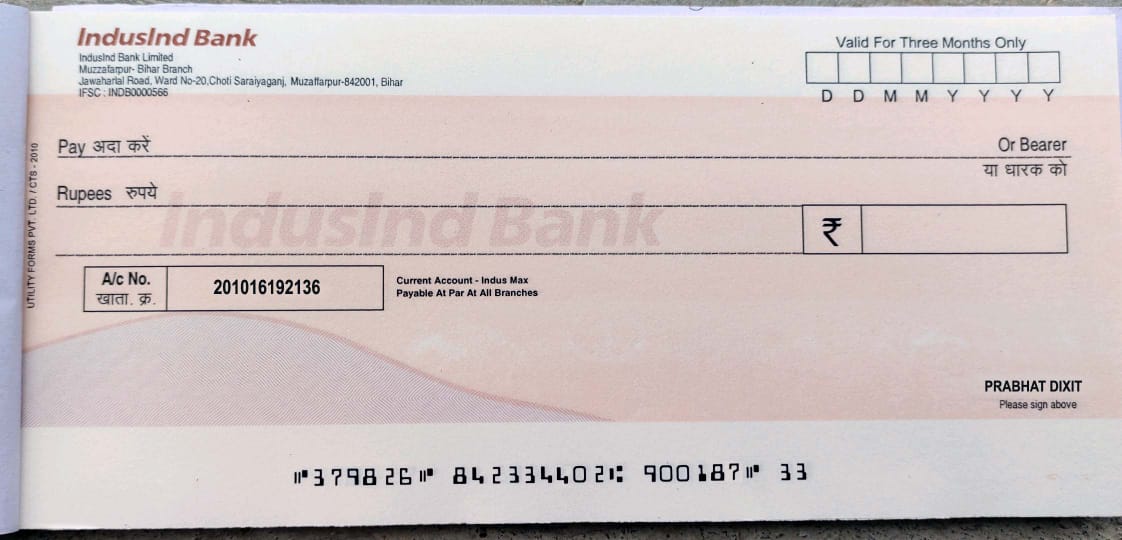 IndusInd Bank
IndusInd Bank Limited
Muzzafarpur- Bihar Branch
Jawaharlal Road, Ward No-20,Choti Saraiyaganj, Muzaffarpur-842001, Bihar
IFSC : INDB0000566
Valid For Three Months Only
D D M M Y Y Y Y
Pay अदा करें
Or Bearer
या धारक को
Rupees रुपये
IndusInd Bank
₹
A/c No.
खाता. क्र.
201016192136
Current Account - Indus Max
Payable At Par At All Branches
PRABHAT DIXIT
Please sign above
UTILITY FORMS PVT. LTD. / CTS - 2010
⑈379826⑈ 842334402⑆ 900187⑈ 33